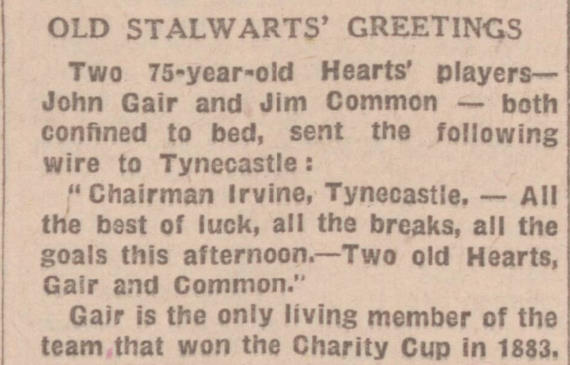 OLD STALWARTS' GREETINGS
Two 75-year-old Hearts' players—
John Gair and Jim Common — both
confined to bed, sent the following
wire to Tynecastle:
"Chairman Irvine, Tynecastle. — All
the best of luck, all the breaks, all the
goals this afternoon.—Two old Hearts,
Gair and Common."
Gair is the only living member of the
team that won the Charity Cup in 1883.